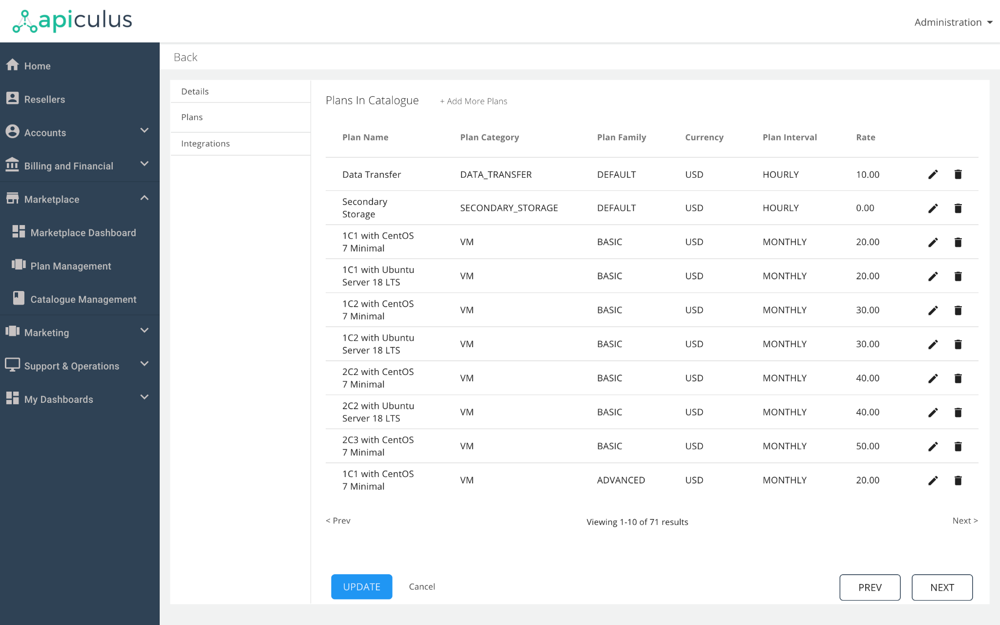 apiculus
Administration
Home
Resellers
Accounts
Billing and Financial
Marketplace
Marketplace Dashboard
Plan Management
Catalogue Management
Marketing
Support & Operations
My Dashboards
Back
Details
Plans
Integrations
Plans In Catalogue + Add More Plans
Plan Name Plan Category Plan Family Currency Plan Interval Rate
Data Transfer DATA_TRANSFER DEFAULT USD HOURLY 10.00
Secondary
Storage SECONDARY_STORAGE DEFAULT USD HOURLY 0.00
1C1 with CentOS
7 Minimal VM BASIC USD MONTHLY 20.00
1C1 with Ubuntu
Server 18 LTS VM BASIC USD MONTHLY 20.00
1C2 with CentOS
7 Minimal VM BASIC USD MONTHLY 30.00
1C2 with Ubuntu
Server 18 LTS VM BASIC USD MONTHLY 30.00
2C2 with CentOS
7 Minimal VM BASIC USD MONTHLY 40.00
2C2 with Ubuntu
Server 18 LTS VM BASIC USD MONTHLY 40.00
2C3 with CentOS
7 Minimal VM BASIC USD MONTHLY 50.00
1C1 with CentOS
7 Minimal VM ADVANCED USD MONTHLY 20.00
< Prev Viewing 1-10 of 71 results Next >
UPDATE Cancel PREV NEXT